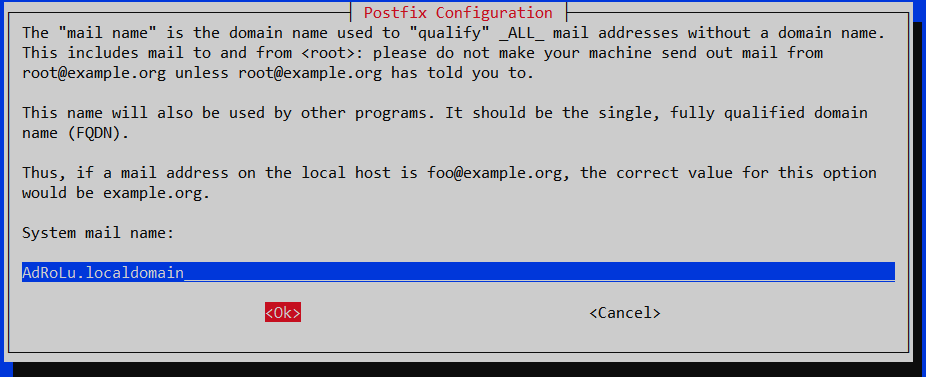 Postfix Configuration
The "mail name" is the domain name used to "qualify" _ALL_ mail addresses without a domain name.
This includes mail to and from <root>: please do not make your machine send out mail from
root@example.org unless root@example.org has told you to.
This name will also be used by other programs. It should be the single, fully qualified domain
name (FQDN).
Thus, if a mail address on the local host is foo@example.org, the correct value for this option
would be example.org.
System mail name:
AdRoLu.localdomain
<Ok> <Cancel>